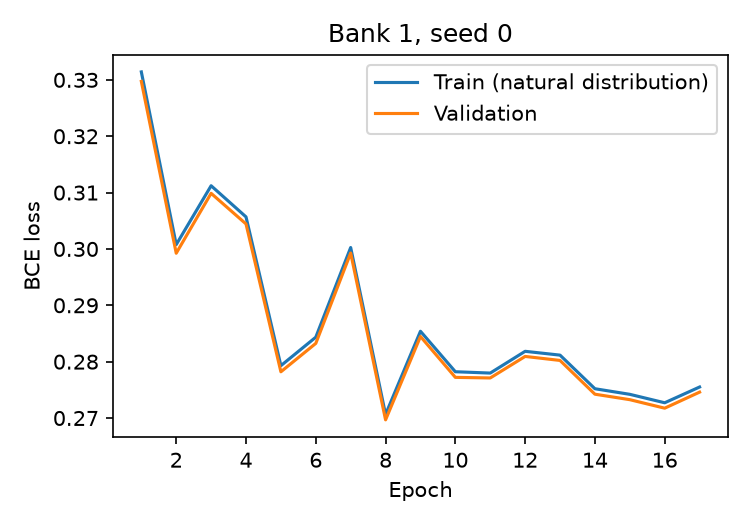 Bank 1, seed 0
Train (natural distribution)
Validation
0.33
0.32
0.31
0.30
0.29
0.28
0.27
BCE loss
2 4 6 8 10 12 14 16
Epoch